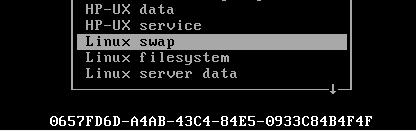 HP-UX data
HP-UX service
Linux swap
Linux filesystem
Linux server data
0657FD6D-A4AB-43C4-84E5-0933C84B4F4F